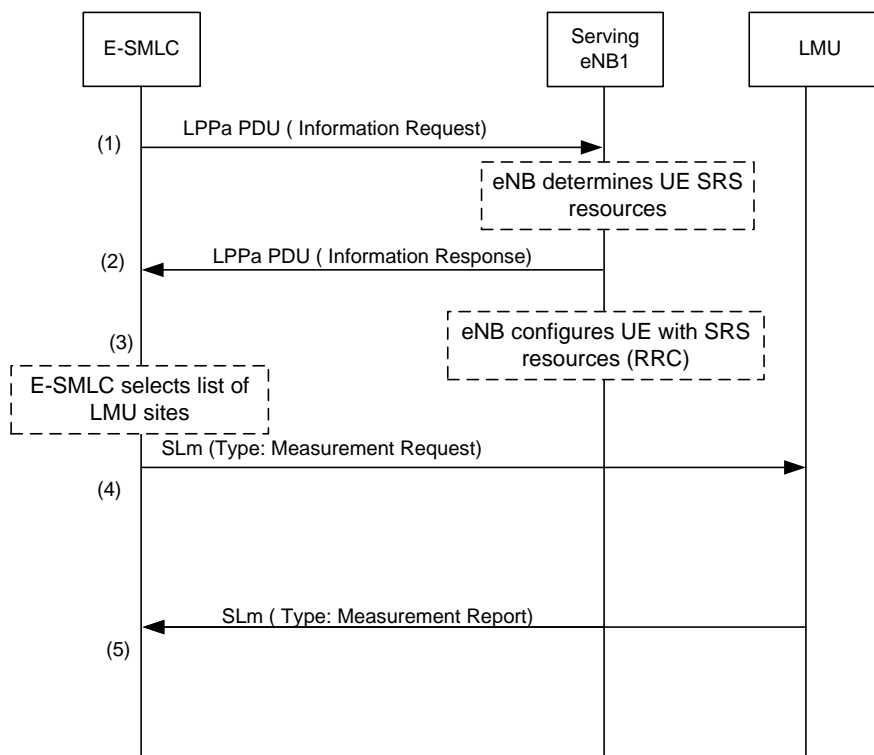 E-SMLC
Serving
eNB1
LMU
LPPa PDU ( Information Request)
(1)
eNB determines UE SRS
resources
LPPa PDU ( Information Response)
(2)
eNB configures UE with SRS
resources (RRC)
(3)
E-SMLC selects list of
LMU sites
SLm (Type: Measurement Request)
(4)
SLm ( Type: Measurement Report)
(5)